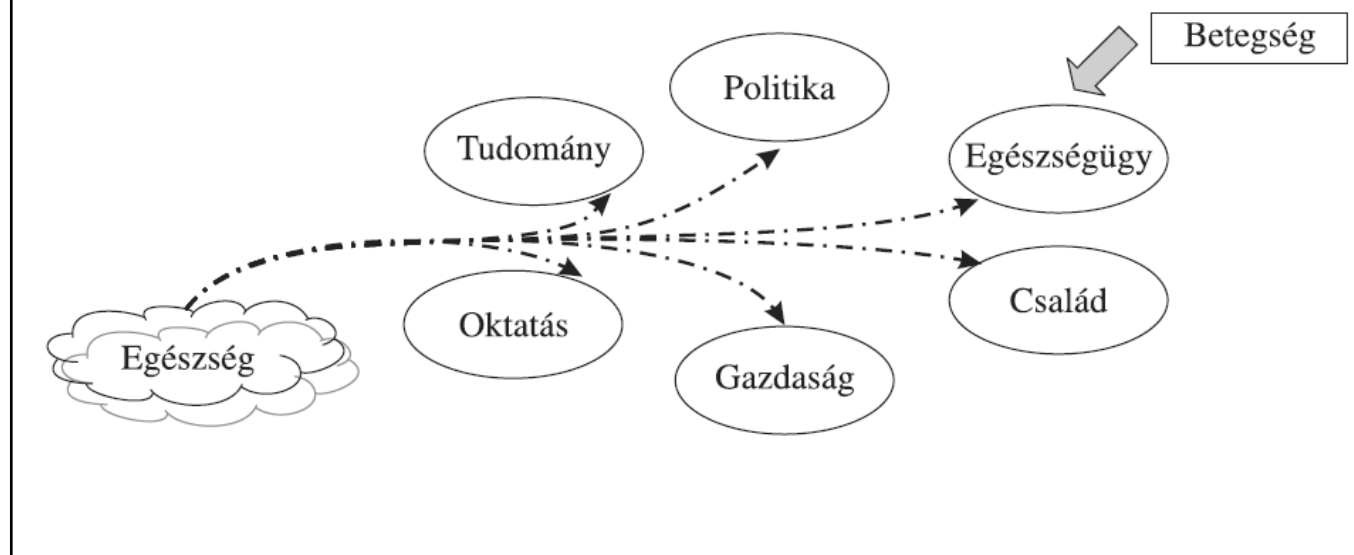 Betegség
Politika
Tudomány
Egészségügy
Család
Oktatás
Egészség
Gazdaság